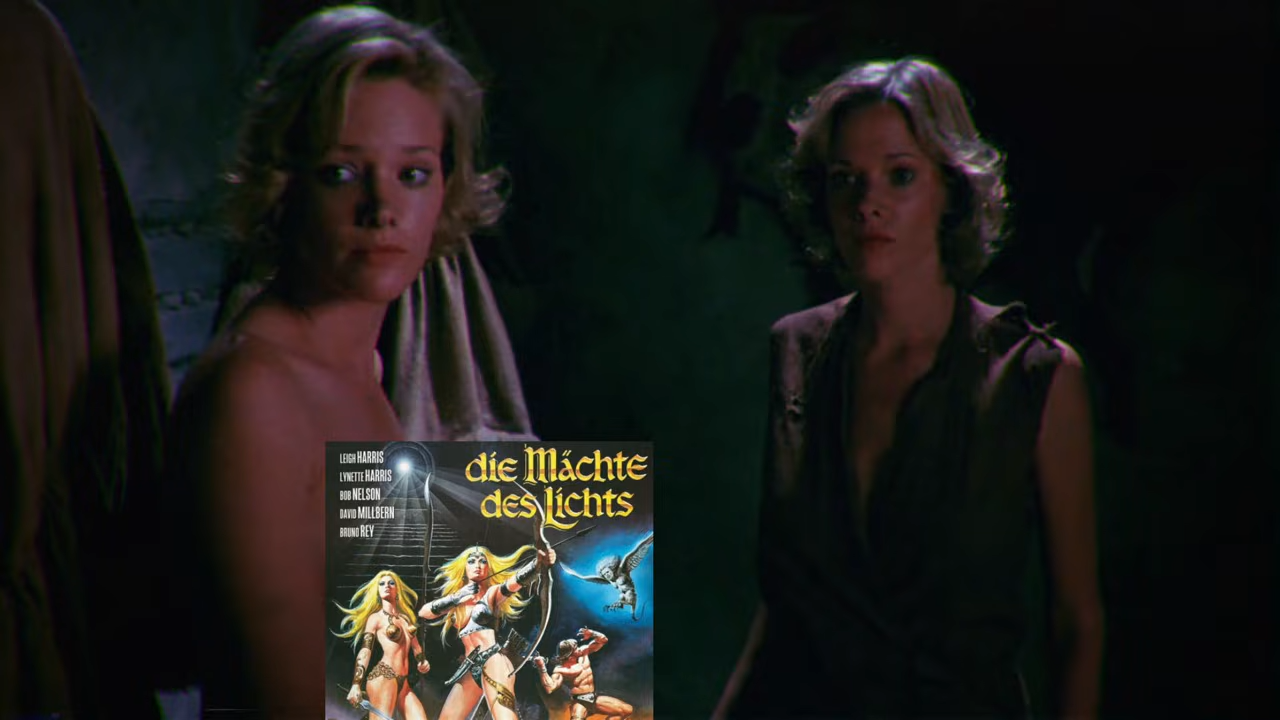 LEIGH HARRIS
LYNETTE HARRIS
BOB NELSON
DAVID MILLBERN
BRUNO REY
die Mächte
des Lichts